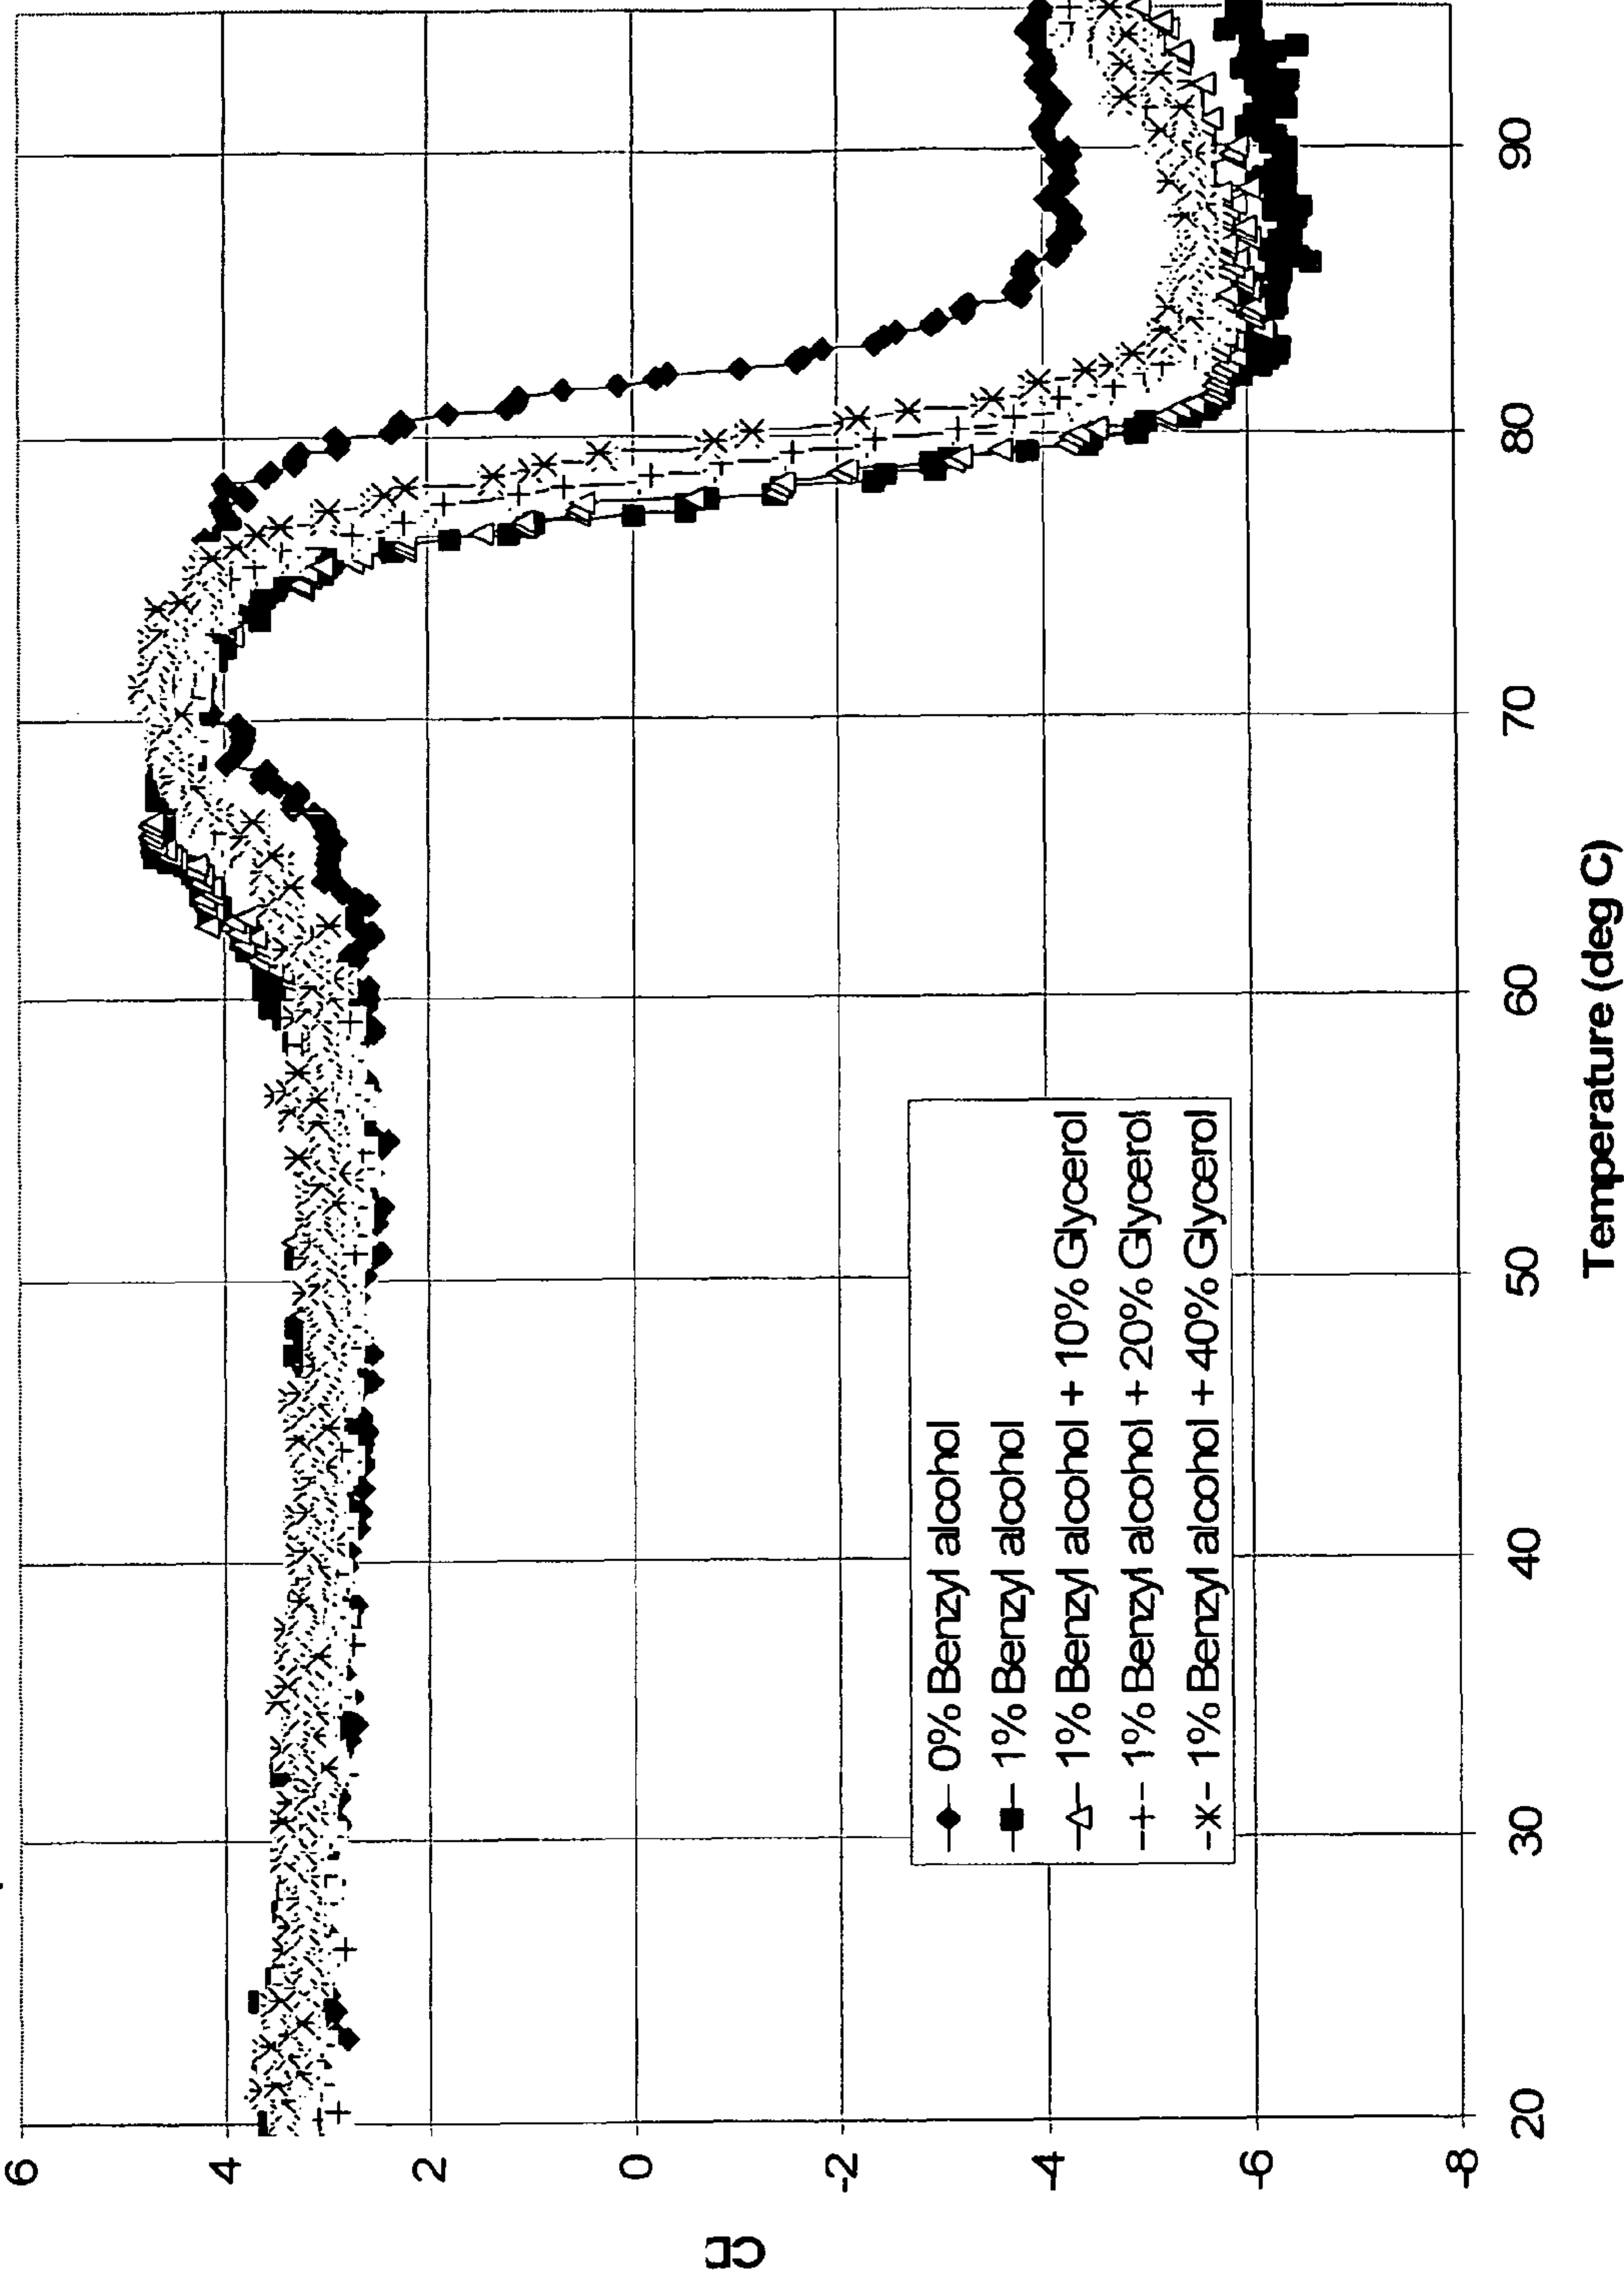 6
4
2
0
-2
-4
-6
-8
CD
20
30
40
50
60
70
80
90
Temperature (deg C)
0% Benzyl alcohol
1% Benzyl alcohol
1% Benzyl alcohol + 10% Glycerol
1% Benzyl alcohol + 20% Glycerol
1% Benzyl alcohol + 40% Glycerol